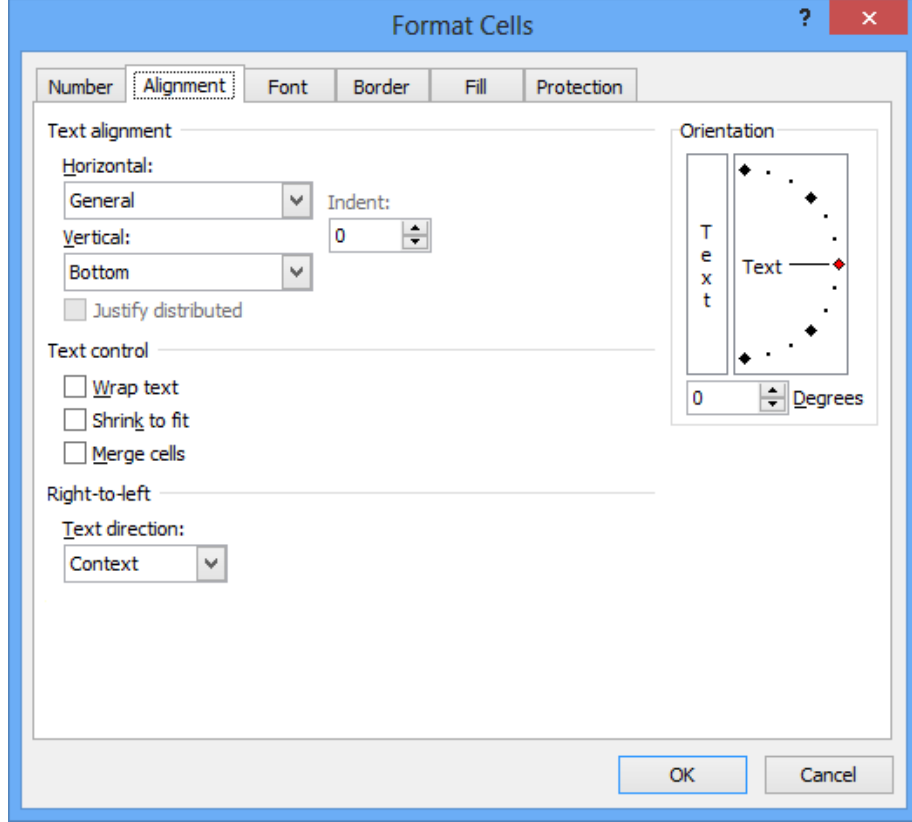 Format Cells
?
Number Alignment Font Border Fill Protection
Text alignment
Horizontal:
General
Indent:
0
Vertical:
Bottom
Justify distributed
Text control
Wrap text
Shrink to fit
Merge cells
Right-to-left
Text direction:
Context
Orientation
T
e
x
t
Text
0 Degrees
OK Cancel